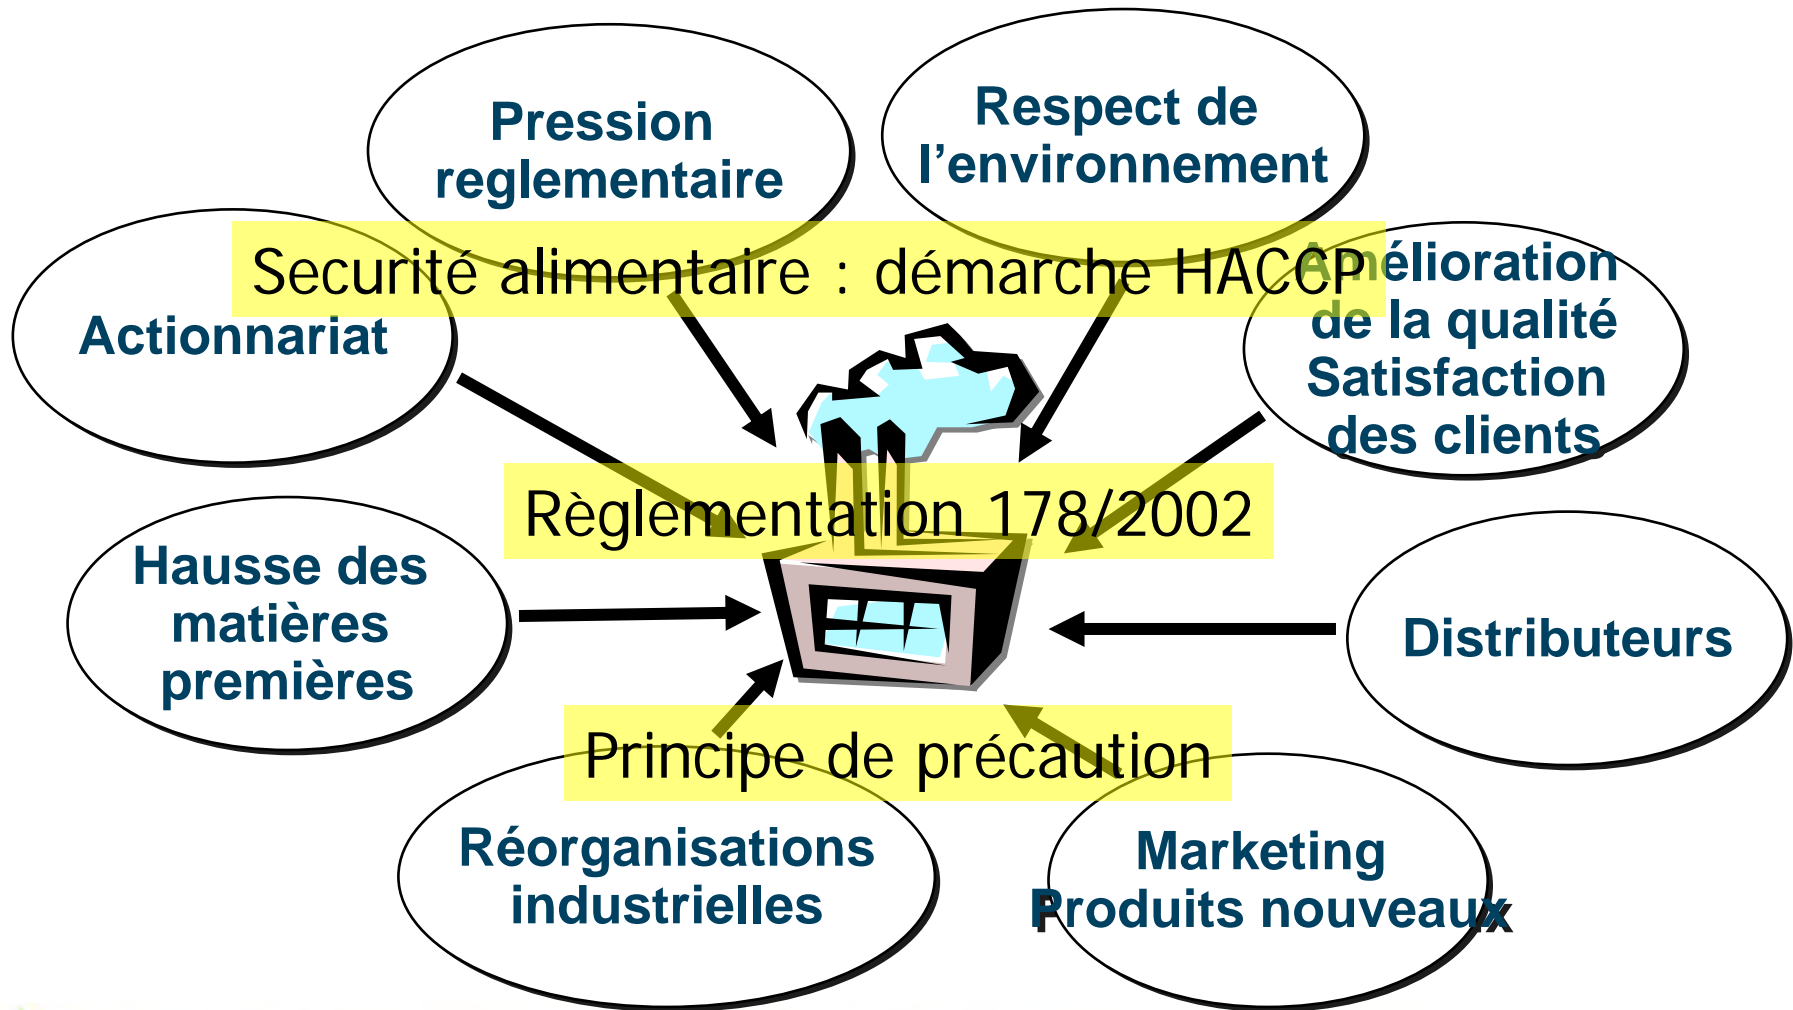 Pression
reglementaire
Respect de
l'environnement
Securité alimentaire : démarche HACCP
Actionnariat
Amélioration
de la qualité
Satisfaction
des clients
Règlementation 178/2002
Hausse des
matières
premières
Distributeurs
Principe de précaution
Réorganisations
industrielles
Marketing
Produits nouveaux